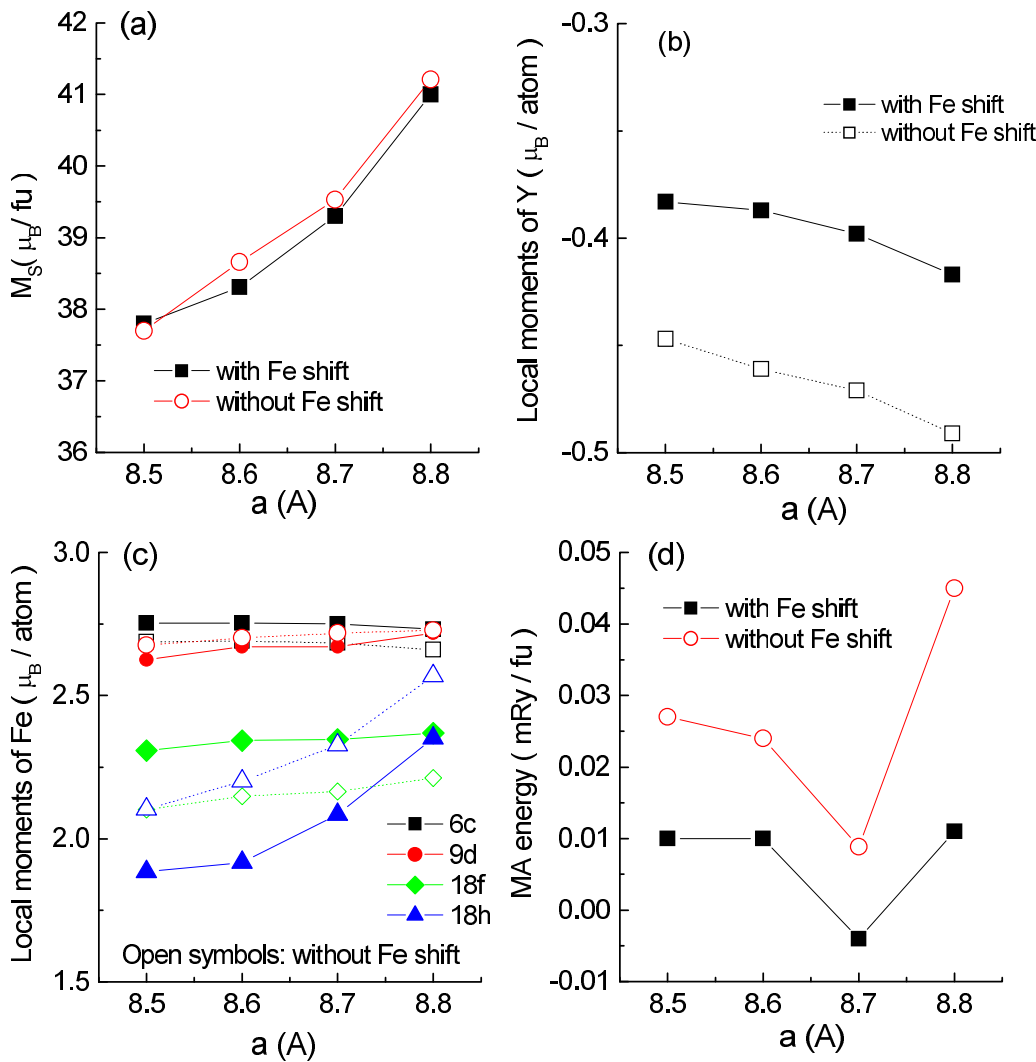 (a)
42
41
40
39
38
37
36
M_S ( μ_B / fu )
with Fe shift
without Fe shift
8.5 8.6 8.7 8.8
a (A)
(b)
-0.3
-0.4
-0.5
Local moments of Y ( μ_B / atom )
with Fe shift
without Fe shift
8.5 8.6 8.7 8.8
a (A)
(c)
3.0
2.5
2.0
1.5
Local moments of Fe ( μ_B / atom )
6c
9d
18f
18h
Open symbols: without Fe shift
8.5 8.6 8.7 8.8
a (A)
(d)
0.05
0.04
0.03
0.02
0.01
0.00
-0.01
MA energy ( mRy / fu )
with Fe shift
without Fe shift
8.5 8.6 8.7 8.8
a (A)